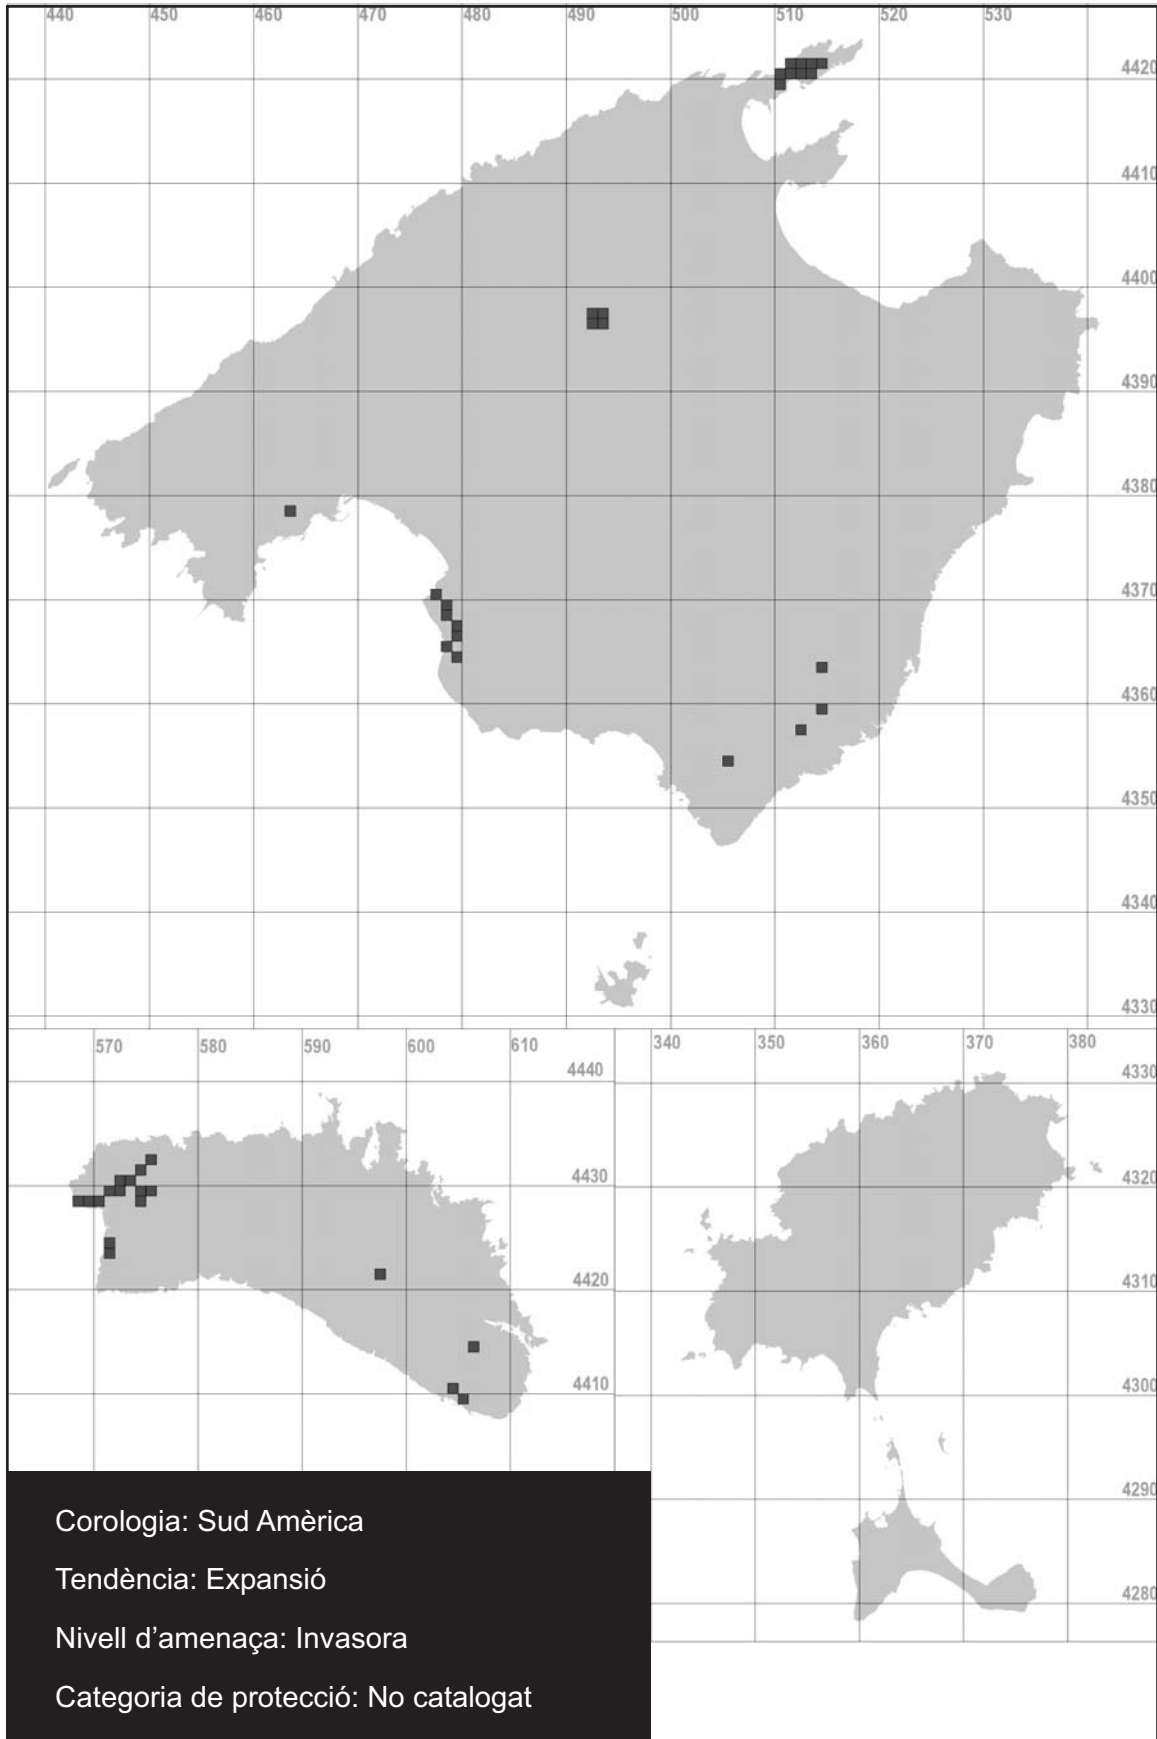 440 450 460 470 480 490 500 510 520 530
4420
4410
4400
4390
4380
4370
4360
4350
4340
4330
570 580 590 600 610
4440
4430
4420
4410
340 350 360 370 380
4330
4320
4310
4300
4290
4280
Corologia: Sud Amèrica
Tendència: Expansió
Nivell d’amenaça: Invasora
Categoria de protecció: No catalogat